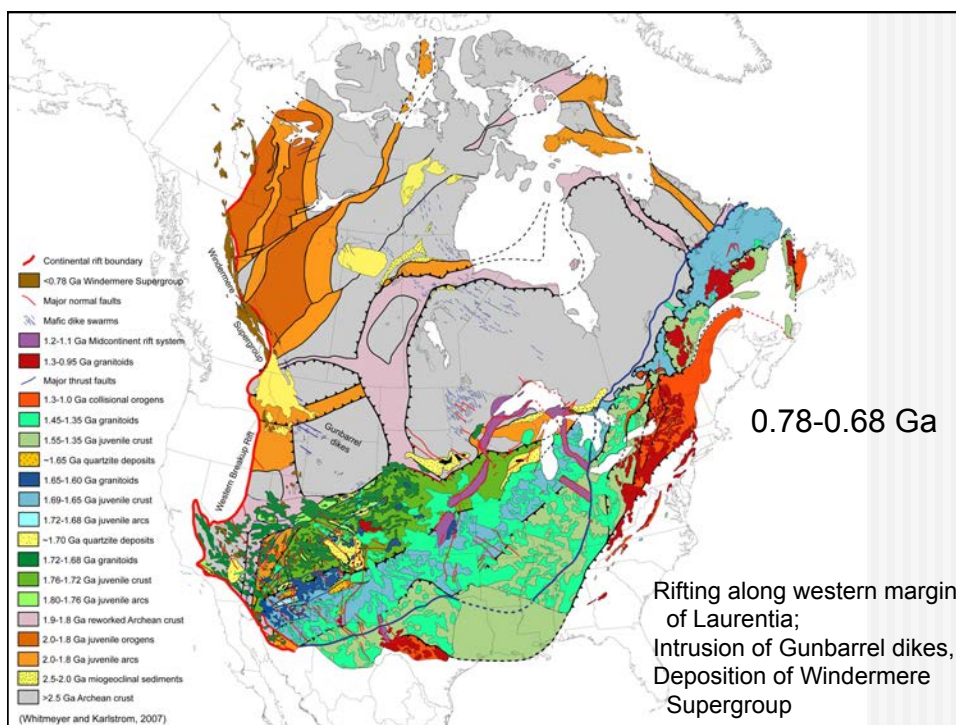 Continental rift boundary
<0.78 Ga Windermere Supergroup
Major normal faults
Mafic dike swarms
1.2-1.1 Ga Midcontinent rift system
1.3-0.95 Ga granitoids
Major thrust faults
1.3-1.0 Ga collisional orogens
1.45-1.35 Ga granitoids
1.55-1.35 Ga juvenile crust
~1.65 Ga quartzite deposits
1.65-1.60 Ga granitoids
1.69-1.65 Ga juvenile crust
1.72-1.68 Ga juvenile arcs
~1.70 Ga quartzite deposits
1.72-1.68 Ga granitoids
1.76-1.72 Ga juvenile crust
1.80-1.76 Ga juvenile arcs
1.9-1.8 Ga reworked Archean crust
2.0-1.8 Ga juvenile orogens
2.0-1.8 Ga juvenile arcs
2.5-2.0 Ga miogeoclinal sediments
>2.5 Ga Archean crust
(Whitmeyer and Karlstrom, 2007)
Windermere
Supergroup
Western Breakup Rift
Gunbarrel
dikes
0.78-0.68 Ga
Rifting along western margin
of Laurentia;
Intrusion of Gunbarrel dikes,
Deposition of Windermere
Supergroup